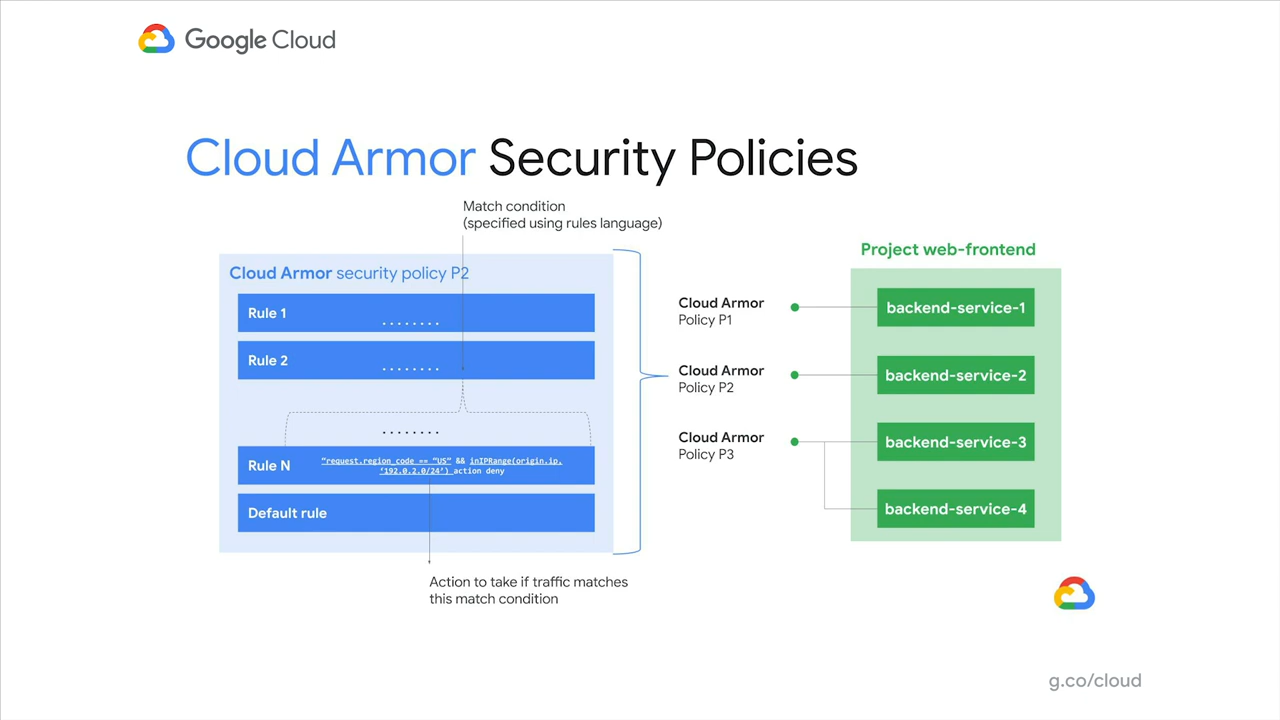 Google Cloud
Cloud Armor Security Policies
Match condition
(specified using rules language)
Cloud Armor security policy P2
Rule 1
........
Rule 2
........
........
Rule N
"request.region_code == "US" && inIPRange(origin.ip,
'192.0.2.0/24') action deny
Default rule
Action to take if traffic matches
this match condition
Cloud Armor
Policy P1
Cloud Armor
Policy P2
Cloud Armor
Policy P3
Project web-frontend
backend-service-1
backend-service-2
backend-service-3
backend-service-4
g.co/cloud